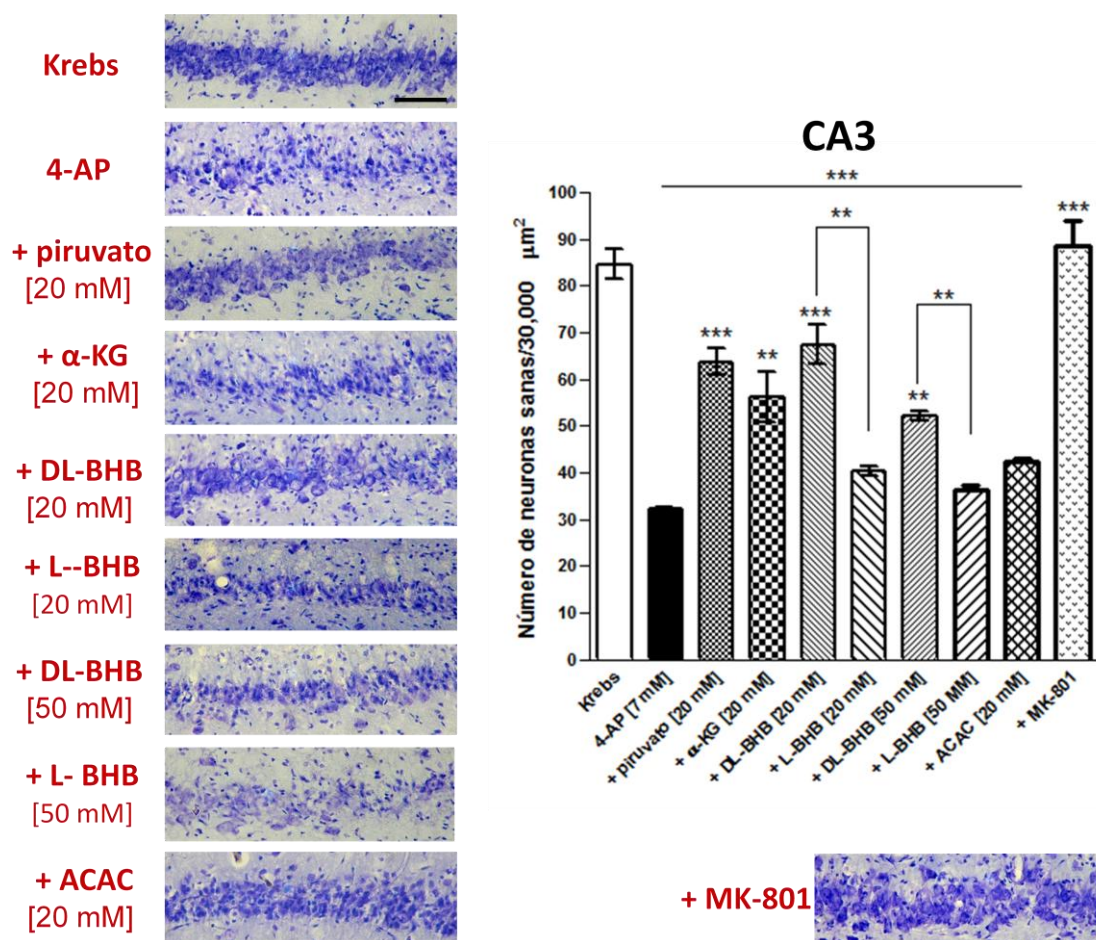 Krebs
4-AP
+ piruvato
[20 mM]
+ α-KG
[20 mM]
+ DL-BHB
[20 mM]
+ L--BHB
[20 mM]
+ DL-BHB
[50 mM]
+ L- BHB
[50 mM]
+ ACAC
[20 mM]
CA3
Número de neuronas sanas/30,000 µm²
100
90
80
70
60
50
40
30
20
10
0
***
**
**
***
**
***
**
***
Krebs
4-AP [7 mM]
+ piruvato [20 mM]
+ α-KG [20 mM]
+ DL-BHB [20 mM]
+ L-BHB [20 mM]
+ DL-BHB [50 mM]
+ L-BHB [50 MM]
+ ACAC [20 mM]
+ MK-801
+ MK-801